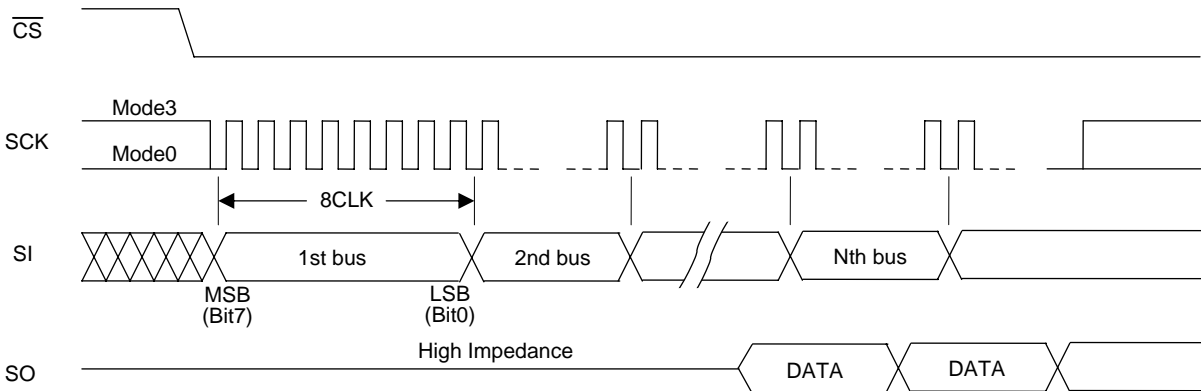 CS
Mode3
SCK
Mode0
8CLK
SI
1st bus
2nd bus
Nth bus
MSB
(Bit7)
LSB
(Bit0)
High Impedance
SO
DATA
DATA